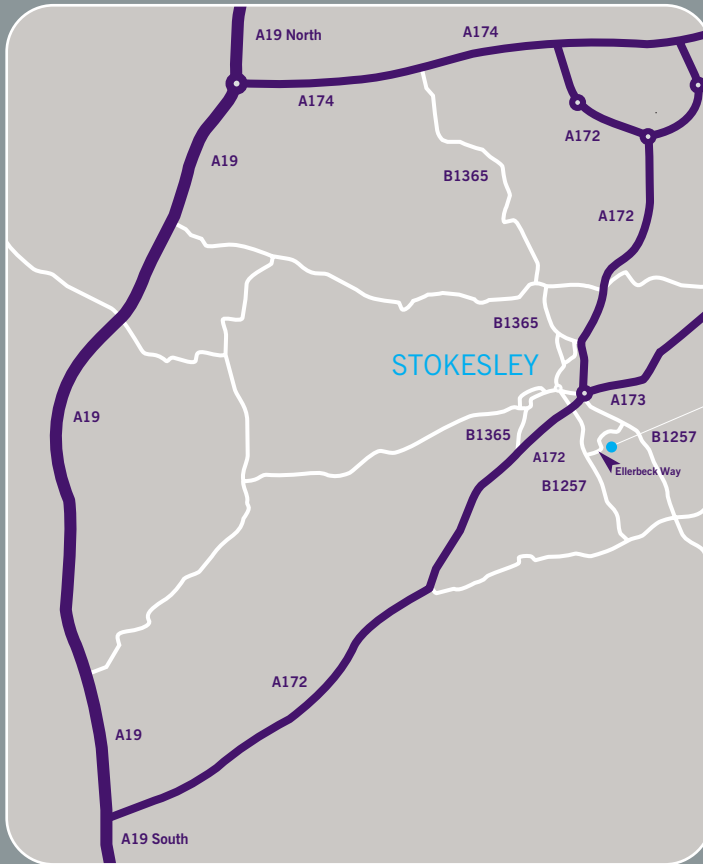 A174
A19 North
A174
A172
A19
B1365
A172
B1365
STOKESLEY
A173
A19
B1365
B1257
A172
Ellerbeck Way
B1257
A172
A19
A19 South